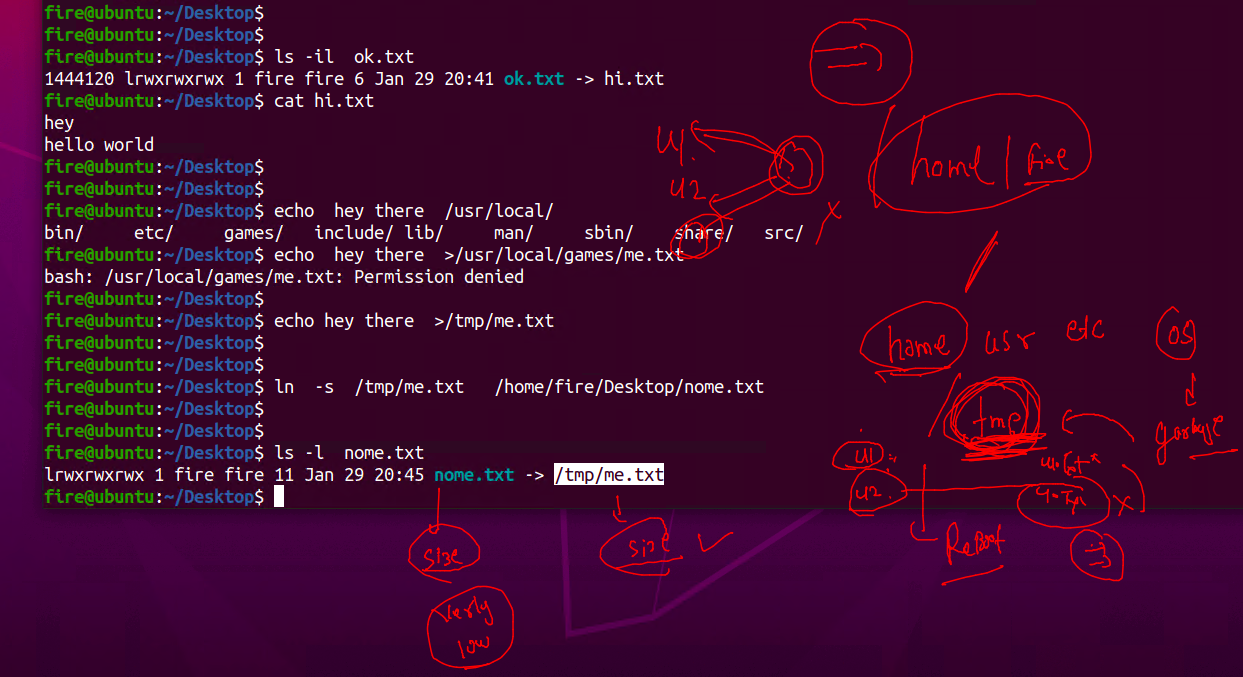 fire@ubuntu:~/Desktop$
fire@ubuntu:~/Desktop$
fire@ubuntu:~/Desktop$ ls -il  ok.txt
1444120 lrwxrwxrwx 1 fire fire 6 Jan 29 20:41 ok.txt -> hi.txt
fire@ubuntu:~/Desktop$ cat hi.txt
hey
hello world
fire@ubuntu:~/Desktop$
fire@ubuntu:~/Desktop$
fire@ubuntu:~/Desktop$ echo  hey there  /usr/local/
bin/     etc/     games/   include/ lib/     man/     sbin/    share/   src/
fire@ubuntu:~/Desktop$ echo  hey there  >/usr/local/games/me.txt
bash: /usr/local/games/me.txt: Permission denied
fire@ubuntu:~/Desktop$
fire@ubuntu:~/Desktop$ echo hey there  >/tmp/me.txt
fire@ubuntu:~/Desktop$
fire@ubuntu:~/Desktop$
fire@ubuntu:~/Desktop$ ln  -s  /tmp/me.txt   /home/fire/Desktop/nome.txt
fire@ubuntu:~/Desktop$
fire@ubuntu:~/Desktop$
fire@ubuntu:~/Desktop$ ls -l  nome.txt
lrwxrwxrwx 1 fire fire 11 Jan 29 20:45 nome.txt -> /tmp/me.txt
fire@ubuntu:~/Desktop$
U1
U2
/home/fire
/
home usr etc OS
tmp
garbage
U1
U2
Reboot
size
size
very
low